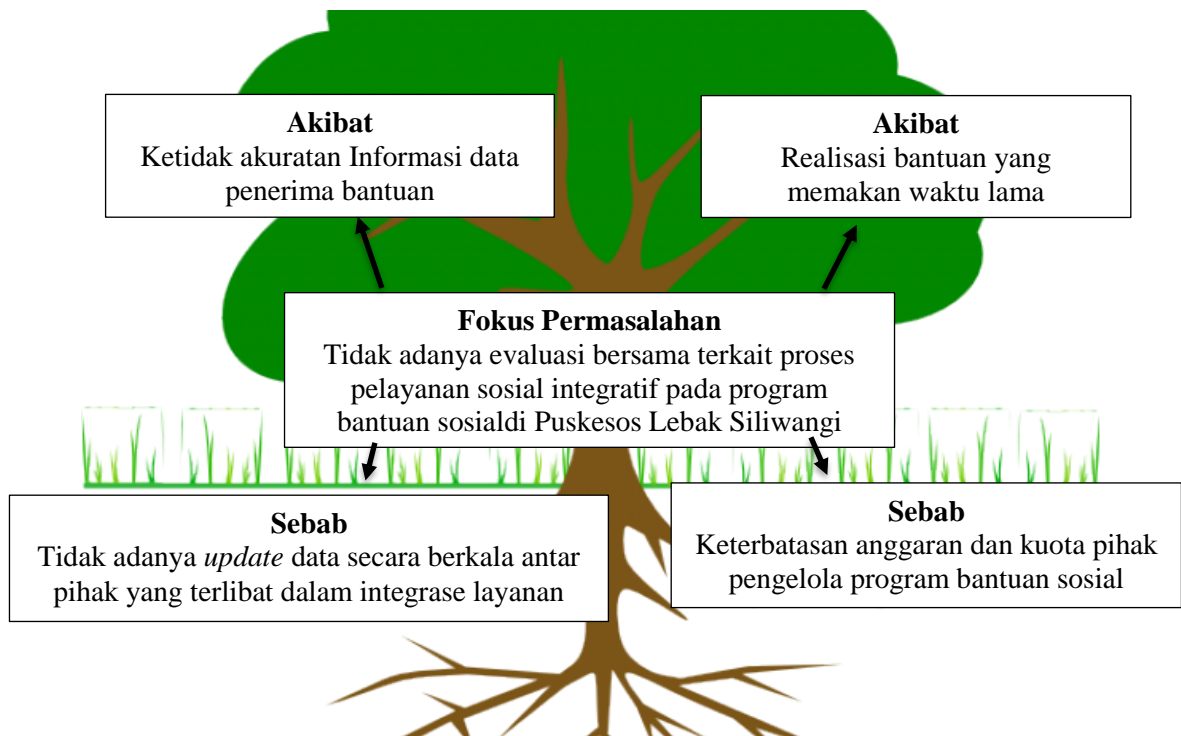 Akibat
Ketidak akuratan Informasi data
penerima bantuan
Akibat
Realisasi bantuan yang
memakan waktu lama
Fokus Permasalahan
Tidak adanya evaluasi bersama terkait proses
pelayanan sosial integratif pada program
bantuan sosialdi Puskesos Lebak Siliwangi
Sebab
Tidak adanya update data secara berkala antar
pihak yang terlibat dalam integrase layanan
Sebab
Keterbatasan anggaran dan kuota pihak
pengelola program bantuan sosial